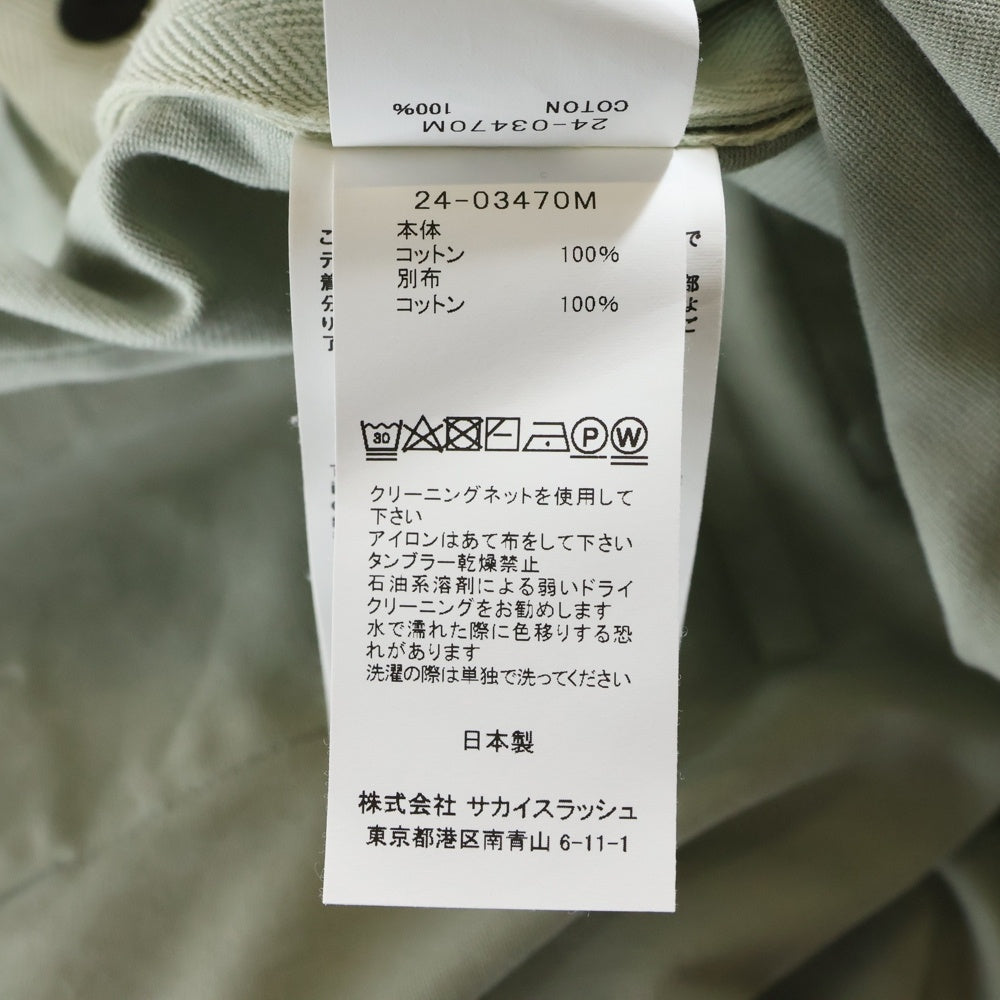 24-03470M
COTON 100%
24-03470M
本体
コットン 100%
別布
コットン 100%
30 P W
クリーニングネットを使用して
下さい
アイロンはあて布をして下さい
タンブラー乾燥禁止
石油系溶剤による弱いドライ
クリーニングをお勧めします
水で濡れた際に色移りする恐
れがあります
洗濯の際は単独で洗ってください
日本製
株式会社 サカイスラッシュ
東京都港区南青山 6-11-1